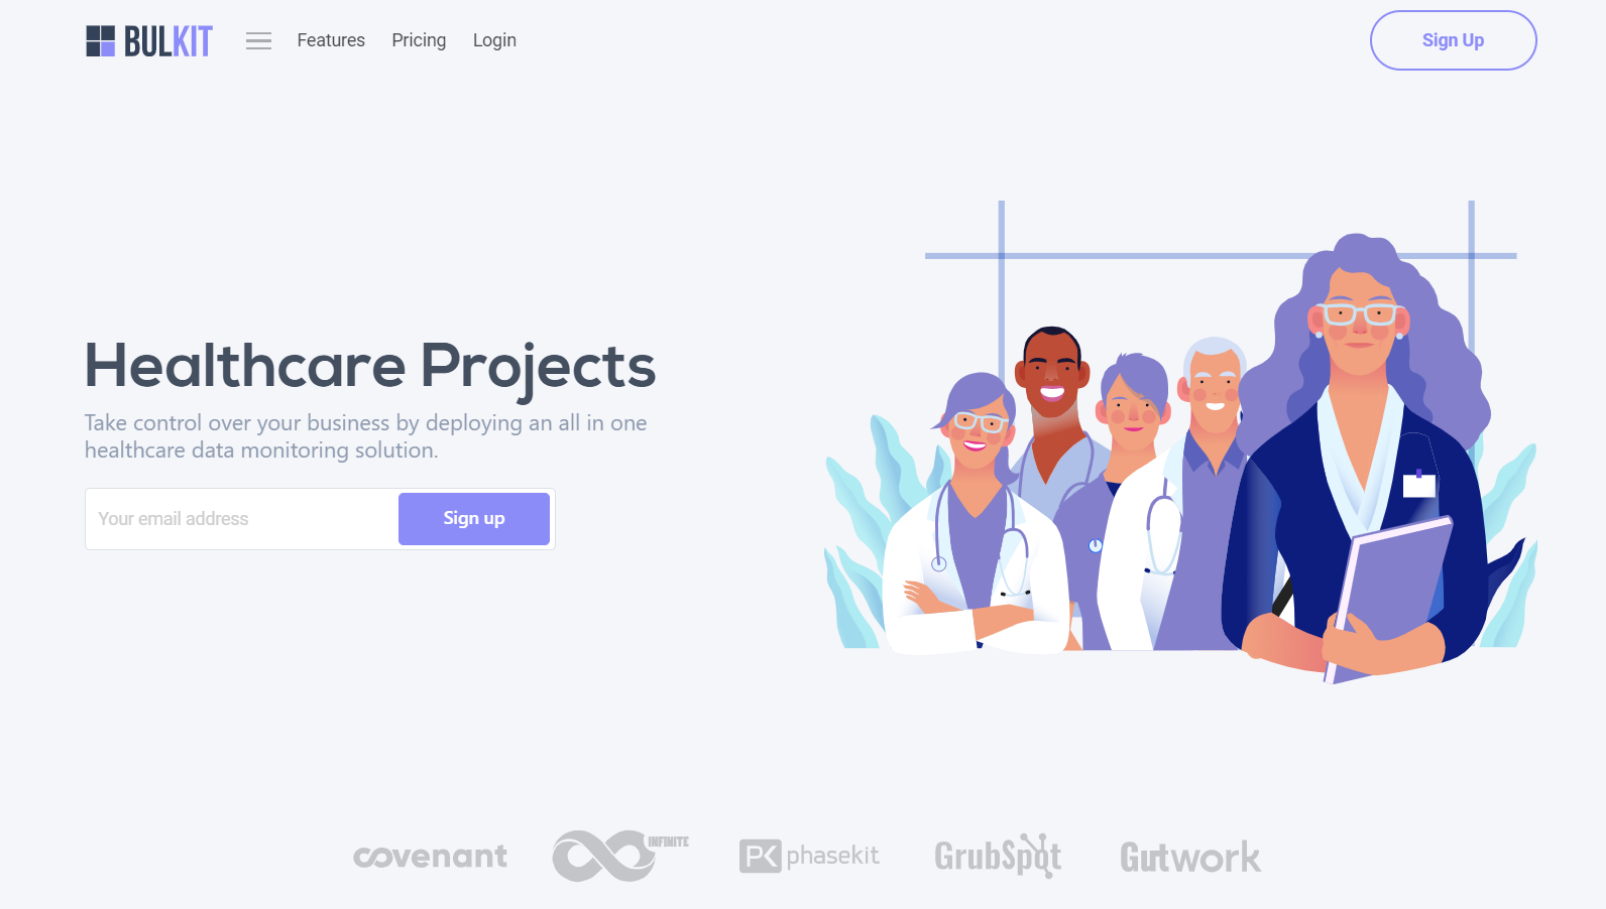 BULKIT
Features
Pricing
Login
Sign Up
Healthcare Projects
Take control over your business by deploying an all in one
healthcare data monitoring solution.
Your email address
Sign up
covenant
INFINITE
PK phasekit
GrubSpot
Gutwork